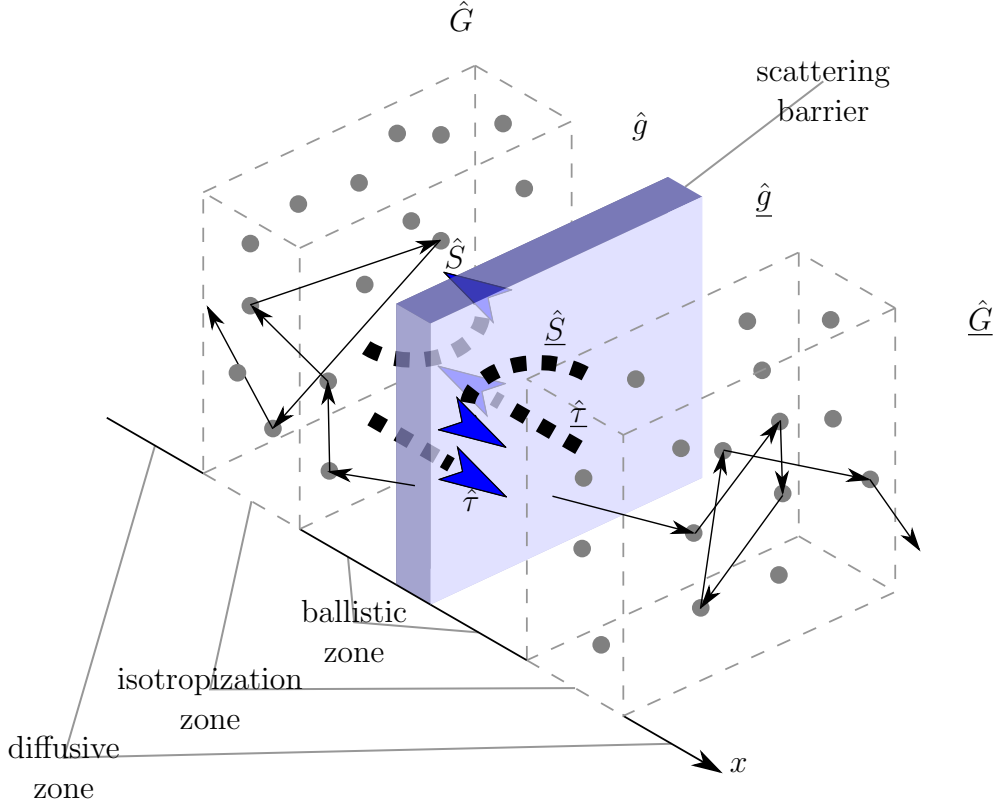 Ĝ
scattering
barrier
ĝ
ĝ̲
Ŝ
Ĝ̲
Ŝ̲
τ̲̂
τ̂
ballistic
zone
isotropization
zone
diffusive
zone
x